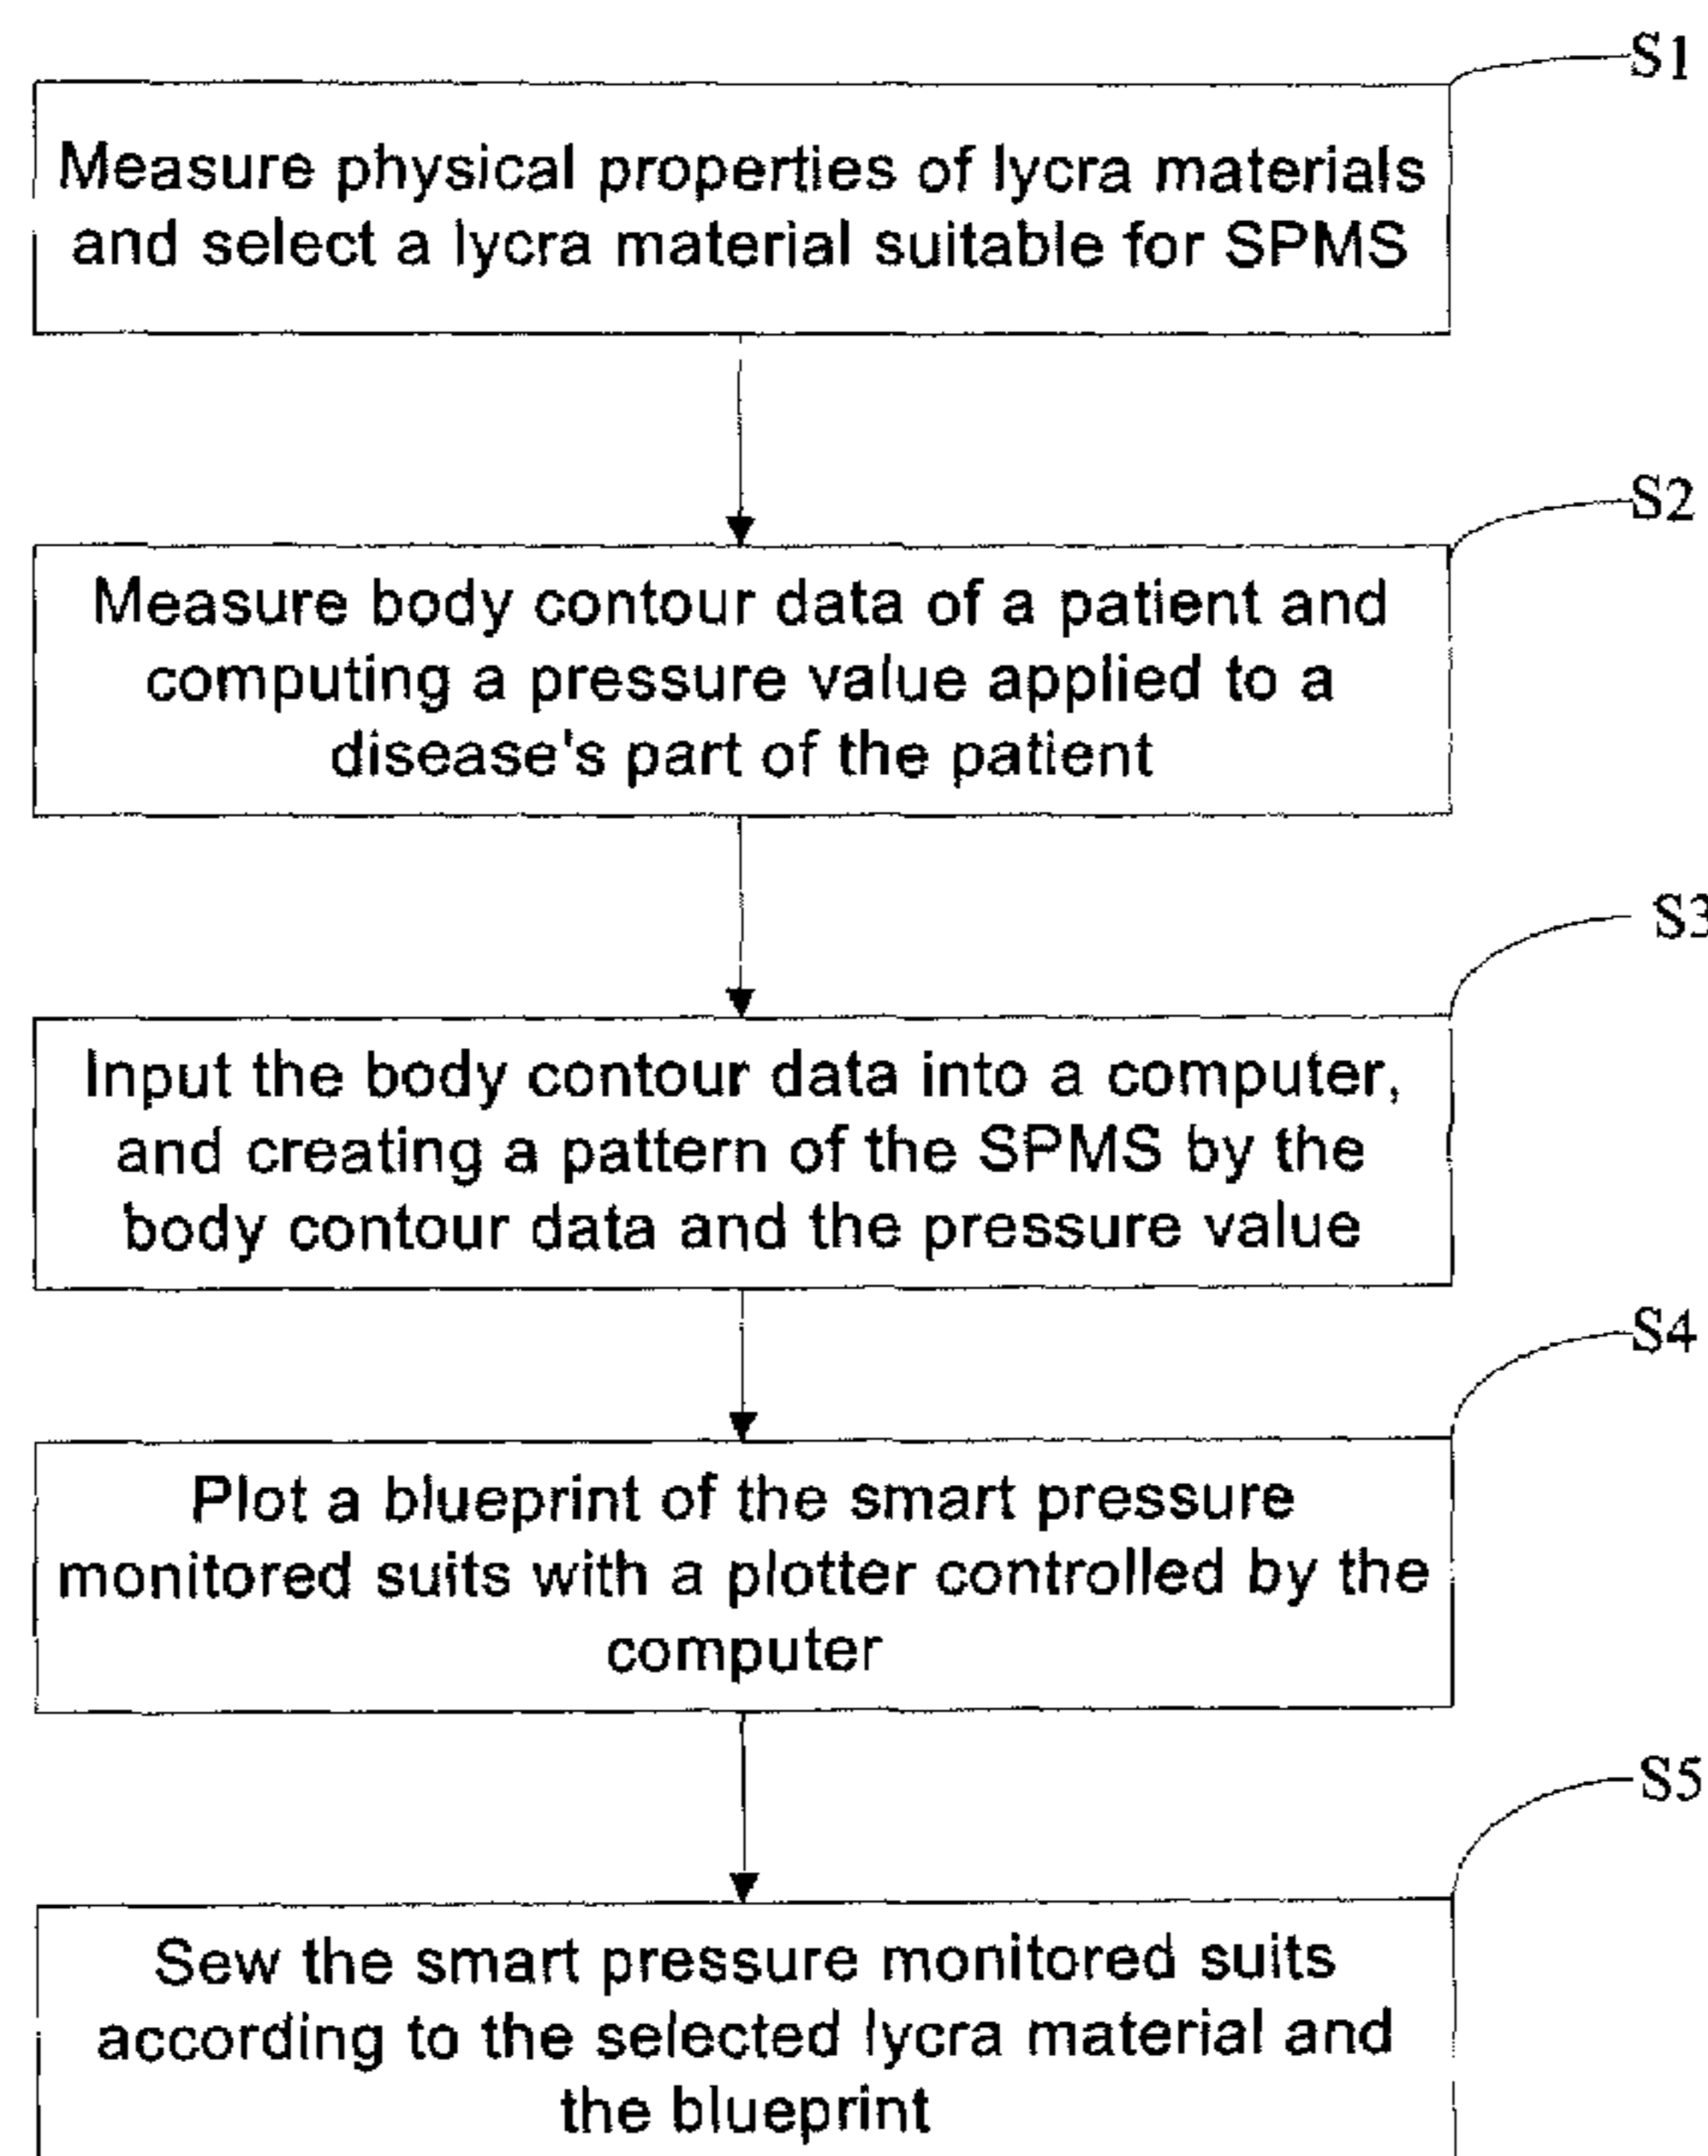 S1
Measure physical properties of lycra materials
and select a lycra material suitable for SPMS
S2
Measure body contour data of a patient and
computing a pressure value applied to a
disease's part of the patient
S3
Input the body contour data into a computer,
and creating a pattern of the SPMS by the
body contour data and the pressure value
S4
Plot a blueprint of the smart pressure
monitored suits with a plotter controlled by the
computer
S5
Sew the smart pressure monitored suits
according to the selected lycra material and
the blueprint